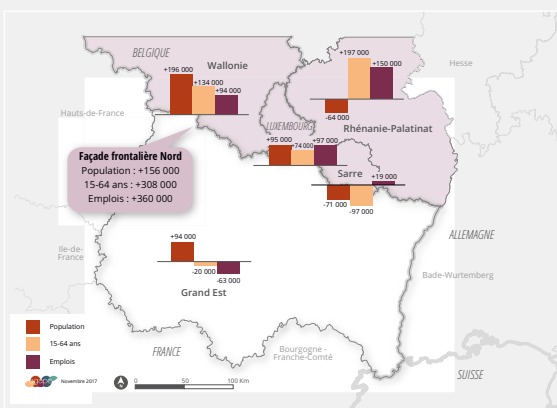 +197 000
BELGIQUE
Wallonie
Hesse
+196 000
+134 000
+94 000
+150 000
Hauts-de-France
-64 000
LUXEMBOURG
Rhénanie-Palatinat
+95 000
+74 000
+97 000
Façade frontalière Nord
Population : +156 000
15-64 ans : +308 000
Emplois : +360 000
Sarre
+19 000
-71 000
-97 000
ALLEMAGNE
+94 000
Ile-de-
France
-20 000
-63 000
Bade-Wurtemberg
Grand Est
Population
15-64 ans
Emplois
FRANCE
Bourgogne -
Franche-Comté
SUISSE
Novembre 2017
0 50 100 Km